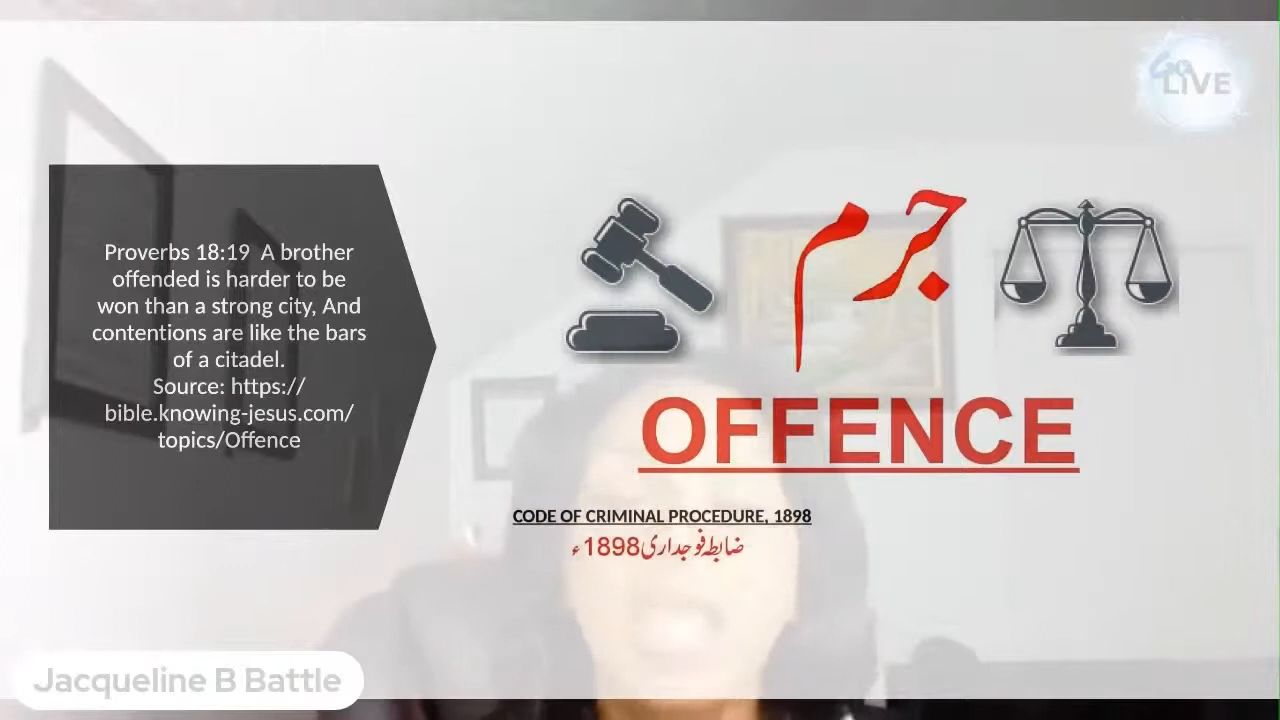 Go
LIVE
Proverbs 18:19  A brother
offended is harder to be
won than a strong city, And
contentions are like the bars
of a citadel.
Source: https://
bible.knowing-jesus.com/
topics/Offence
جرم
OFFENCE
CODE OF CRIMINAL PROCEDURE, 1898
ضابطہ فوجداری 1898ء
Jacqueline B Battle